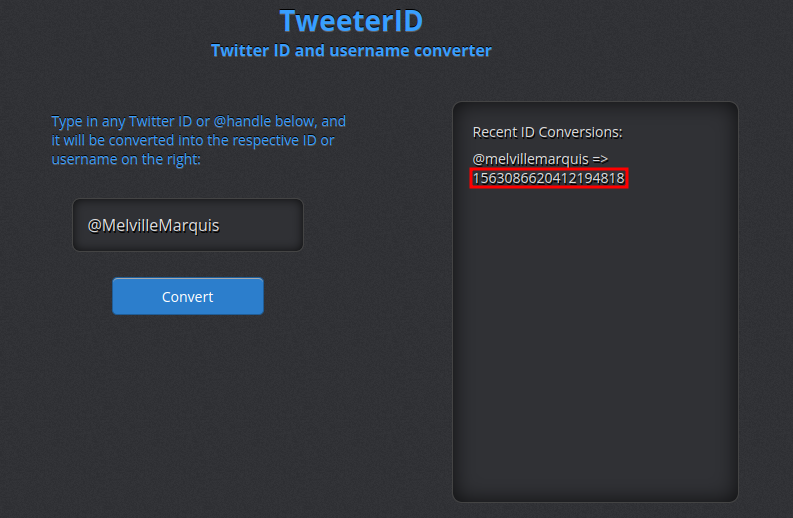 TweeterID
Twitter ID and username converter
Type in any Twitter ID or @handle below, and
it will be converted into the respective ID or
username on the right:
@MelvilleMarquis
Convert
Recent ID Conversions:
@melvillemarquis =>
1563086620412194818